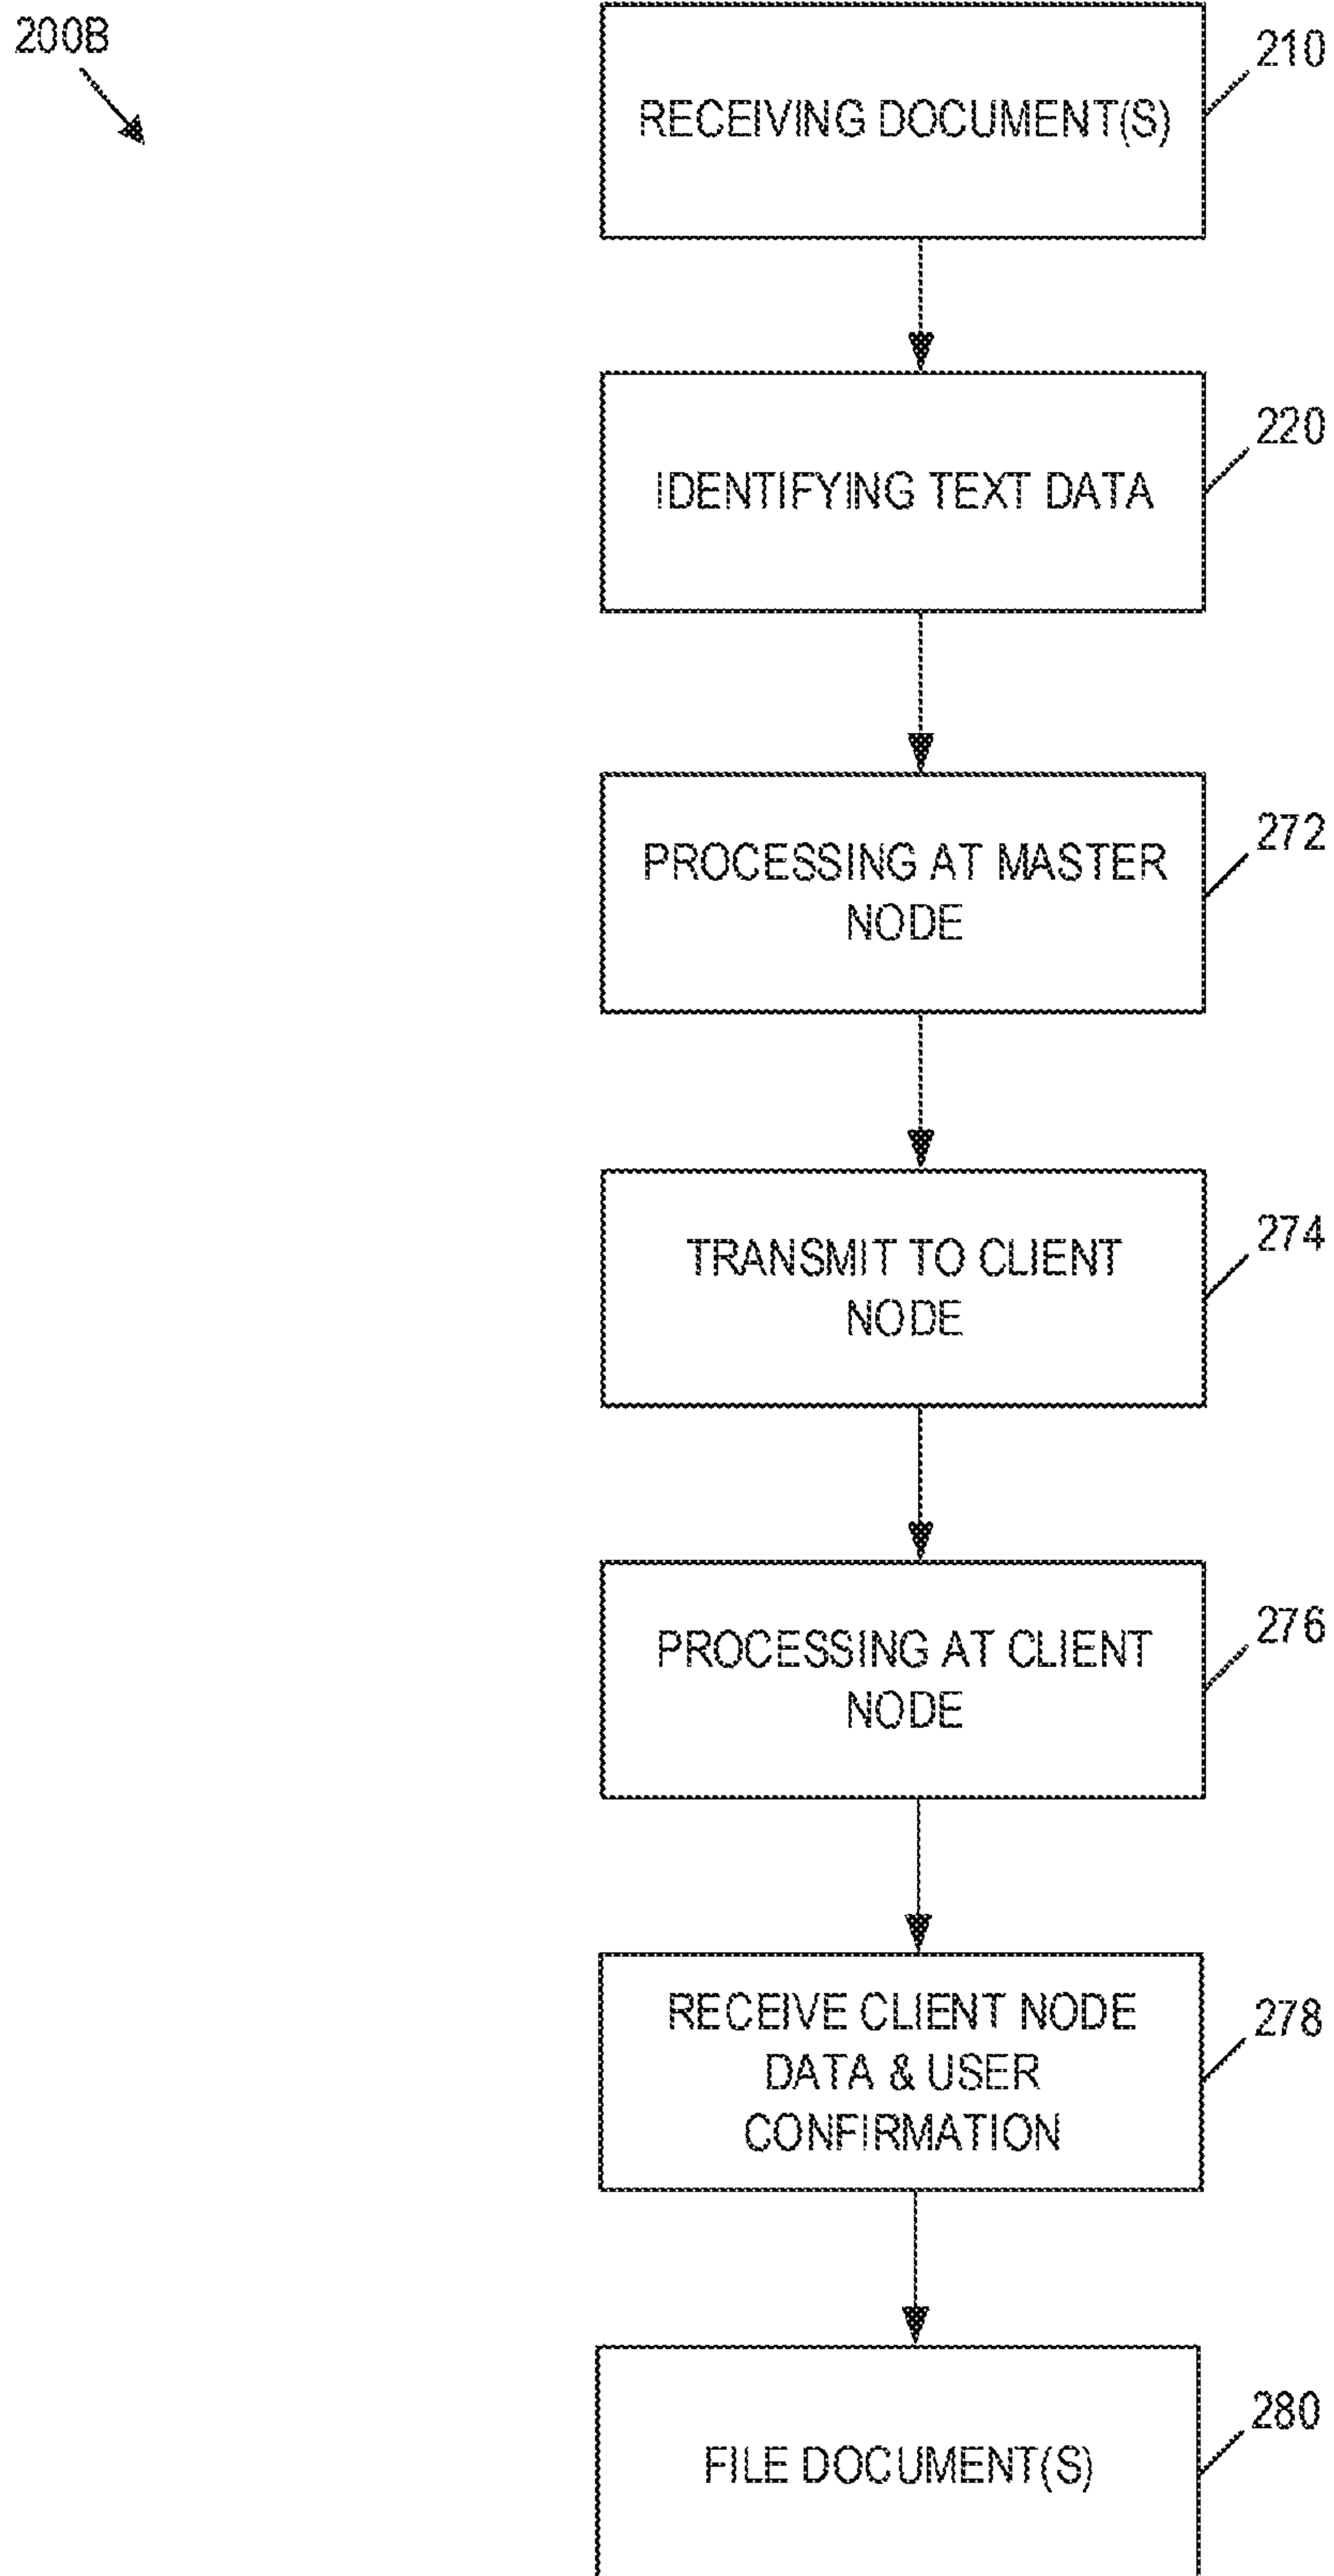 200B
RECEIVING DOCUMENT(S)
210
IDENTIFYING TEXT DATA
220
PROCESSING AT MASTER
NODE
272
TRANSMIT TO CLIENT
NODE
274
PROCESSING AT CLIENT
NODE
276
RECEIVE CLIENT NODE
DATA & USER
CONFIRMATION
278
FILE DOCUMENT(S)
280